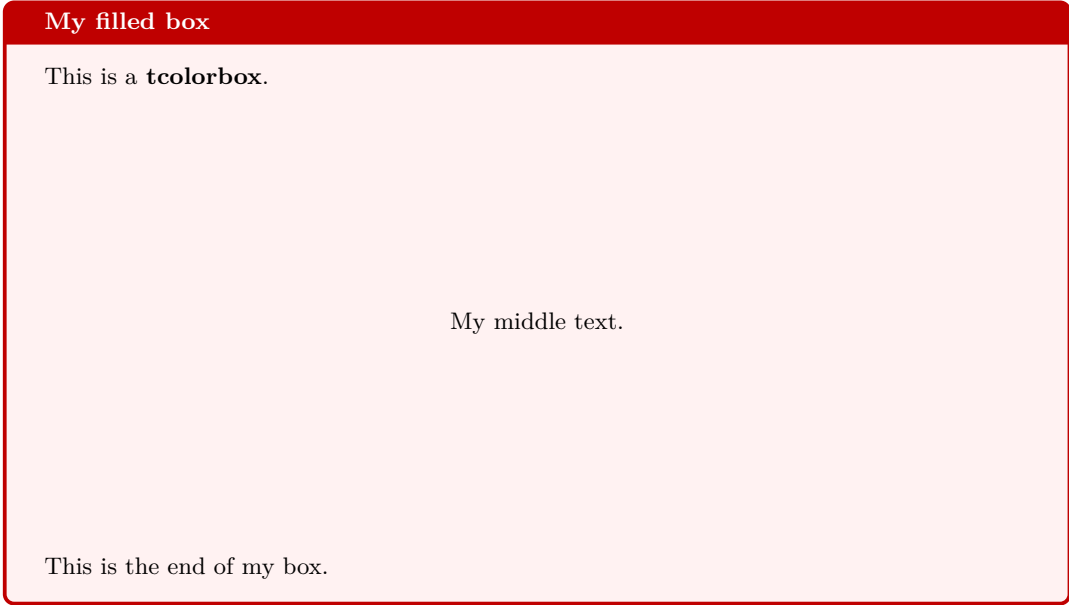 My filled box
This is a tcolorbox.
My middle text.
This is the end of my box.